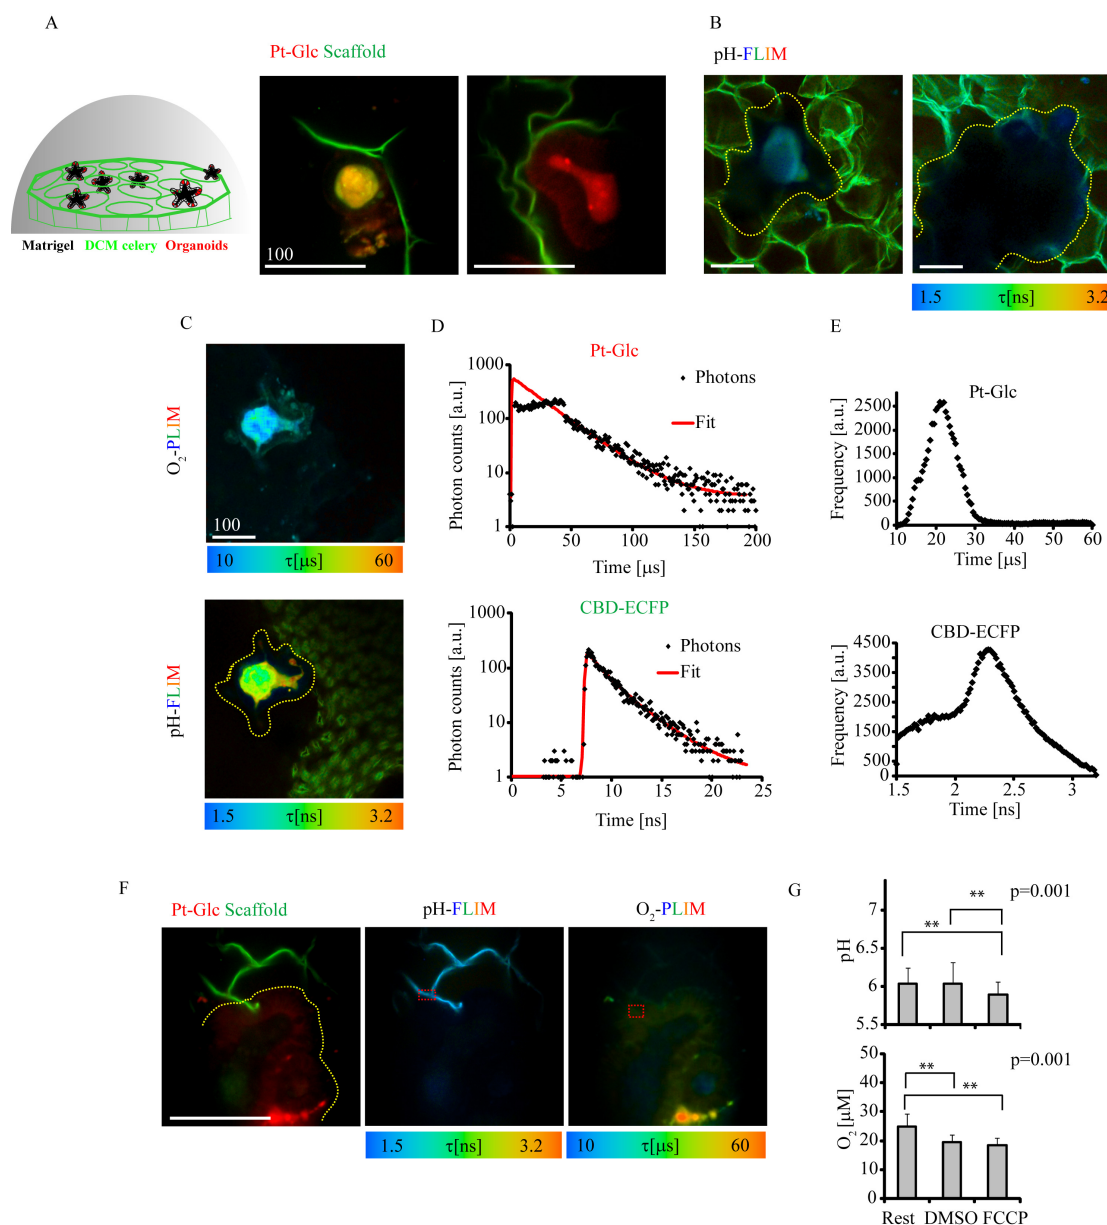 A
Pt-Glc Scaffold
100
Matrigel DCM celery Organoids
B
pH-FLIM
1.5 τ[ns] 3.2
C
O2-PLIM
100
10 τ[μs] 60
pH-FLIM
1.5 τ[ns] 3.2
D
Pt-Glc
Photon counts [a.u.]
1000
100
10
1
Photons
Fit
0 50 100 150 200
Time [μs]
CBD-ECFP
Photon counts [a.u.]
1000
100
10
1
Photons
Fit
0 5 10 15 20 25
Time [ns]
E
Pt-Glc
Frequency [a.u.]
2500
2000
1500
1000
500
0
10 20 30 40 50 60
Time [μs]
CBD-ECFP
Frequency [a.u.]
4500
3750
3000
2250
1500
750
0
1.5 2 2.5 3
Time [ns]
F
Pt-Glc Scaffold
pH-FLIM
O2-PLIM
1.5 τ[ns] 3.2
10 τ[μs] 60
G
p=0.001
pH
7
6.5
6
5.5
**
**
p=0.001
O2 [μM]
50
40
30
20
10
0
**
**
Rest DMSO FCCP